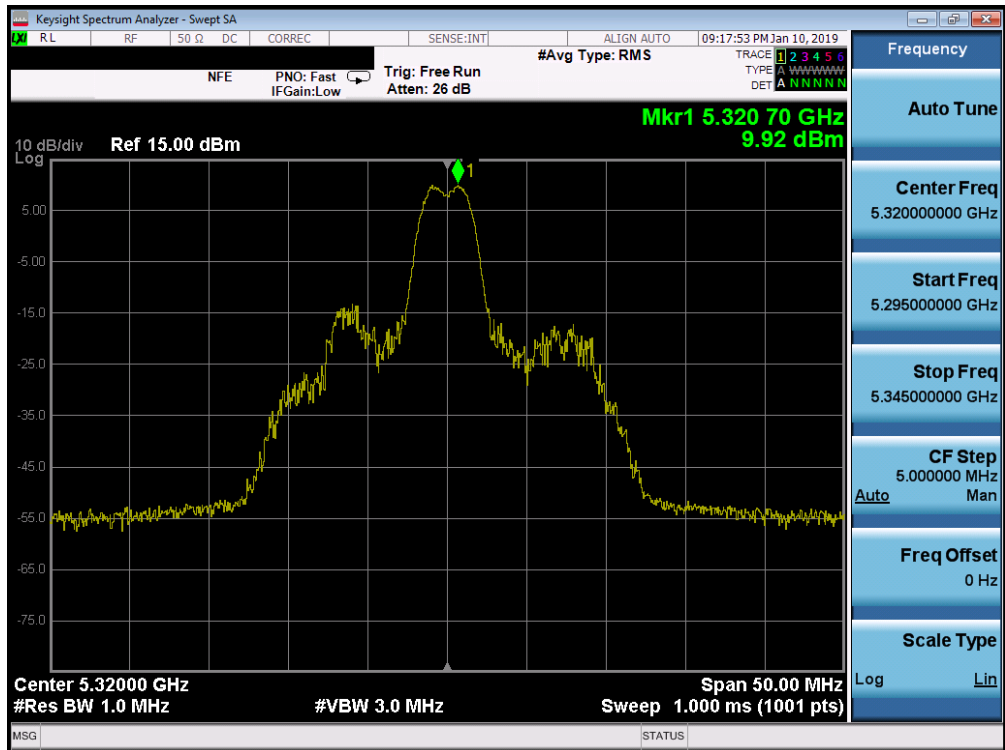 Keysight Spectrum Analyzer - Swept SA
LXI RL RF 50 Ω DC CORREC SENSE:INT ALIGN AUTO 09:17:53 PM Jan 10, 2019
Frequency
#Avg Type: RMS
TRACE 1 2 3 4 5 6
TYPE A WWWWW
DET A N N N N N
NFE
PNO: Fast
IFGain:Low
Trig: Free Run
Atten: 26 dB
Auto Tune
Mkr1 5.320 70 GHz
9.92 dBm
10 dB/div
Log
Ref 15.00 dBm
1
5.00
-5.00
-15.0
-25.0
-35.0
-45.0
-55.0
-65.0
-75.0
Center Freq
5.320000000 GHz
Start Freq
5.295000000 GHz
Stop Freq
5.345000000 GHz
CF Step
5.000000 MHz
Auto Man
Freq Offset
0 Hz
Scale Type
Log Lin
Center 5.32000 GHz
Span 50.00 MHz
#Res BW 1.0 MHz
#VBW 3.0 MHz
Sweep 1.000 ms (1001 pts)
MSG
STATUS